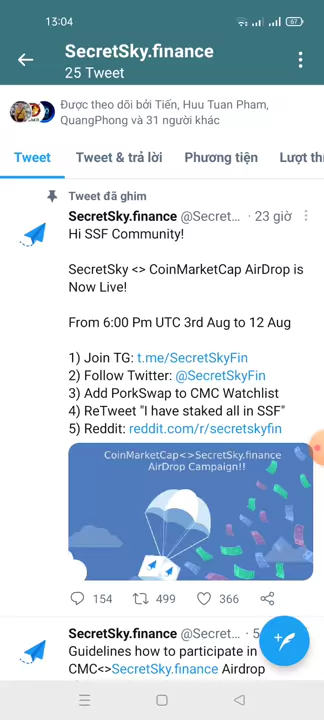 13:04
67
SecretSky.finance
25 Tweet
Được theo dõi bởi Tiến, Huu Tuan Pham,
QuangPhong và 31 người khác
Tweet
Tweet & trả lời
Phương tiện
Lượt th
Tweet đã ghim
SecretSky.finance @Secret... · 23 giờ
Hi SSF Community!
SecretSky <> CoinMarketCap AirDrop is
Now Live!
From 6:00 Pm UTC 3rd Aug to 12 Aug
1) Join TG: t.me/SecretSkyFin
2) Follow Twitter: @SecretSkyFin
3) Add PorkSwap to CMC Watchlist
4) ReTweet "I have staked all in SSF"
5) Reddit: reddit.com/r/secretskyfin
CoinMarketCap<>SecretSky.finance
AirDrop Campaign!!
154
499
366
SecretSky.finance @Secret... · 5
Guidelines how to participate in
CMC<>SecretSky.finance Airdrop